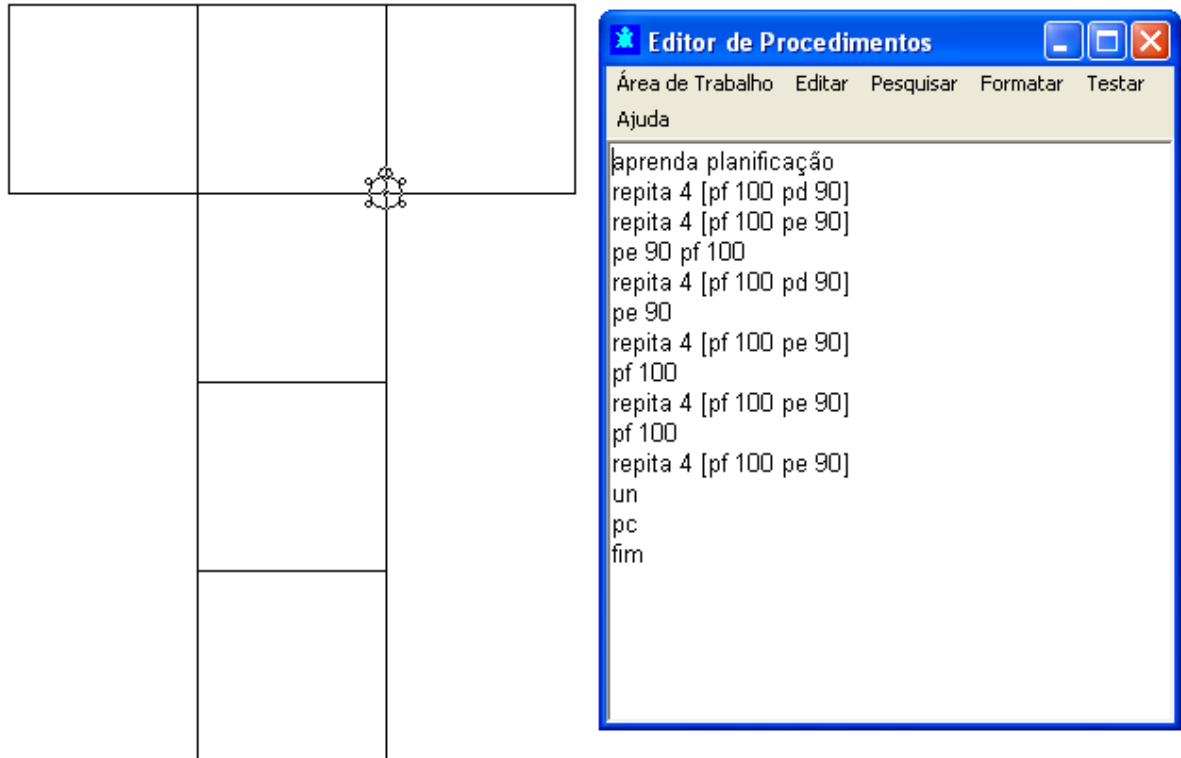 Editor de Procedimentos
Área de Trabalho Editar Pesquisar Formatar Testar
Ajuda
aprenda planificação
repita 4 [pf 100 pd 90]
repita 4 [pf 100 pe 90]
pe 90 pf 100
repita 4 [pf 100 pd 90]
pe 90
repita 4 [pf 100 pe 90]
pf 100
repita 4 [pf 100 pe 90]
pf 100
repita 4 [pf 100 pe 90]
un
pc
fim